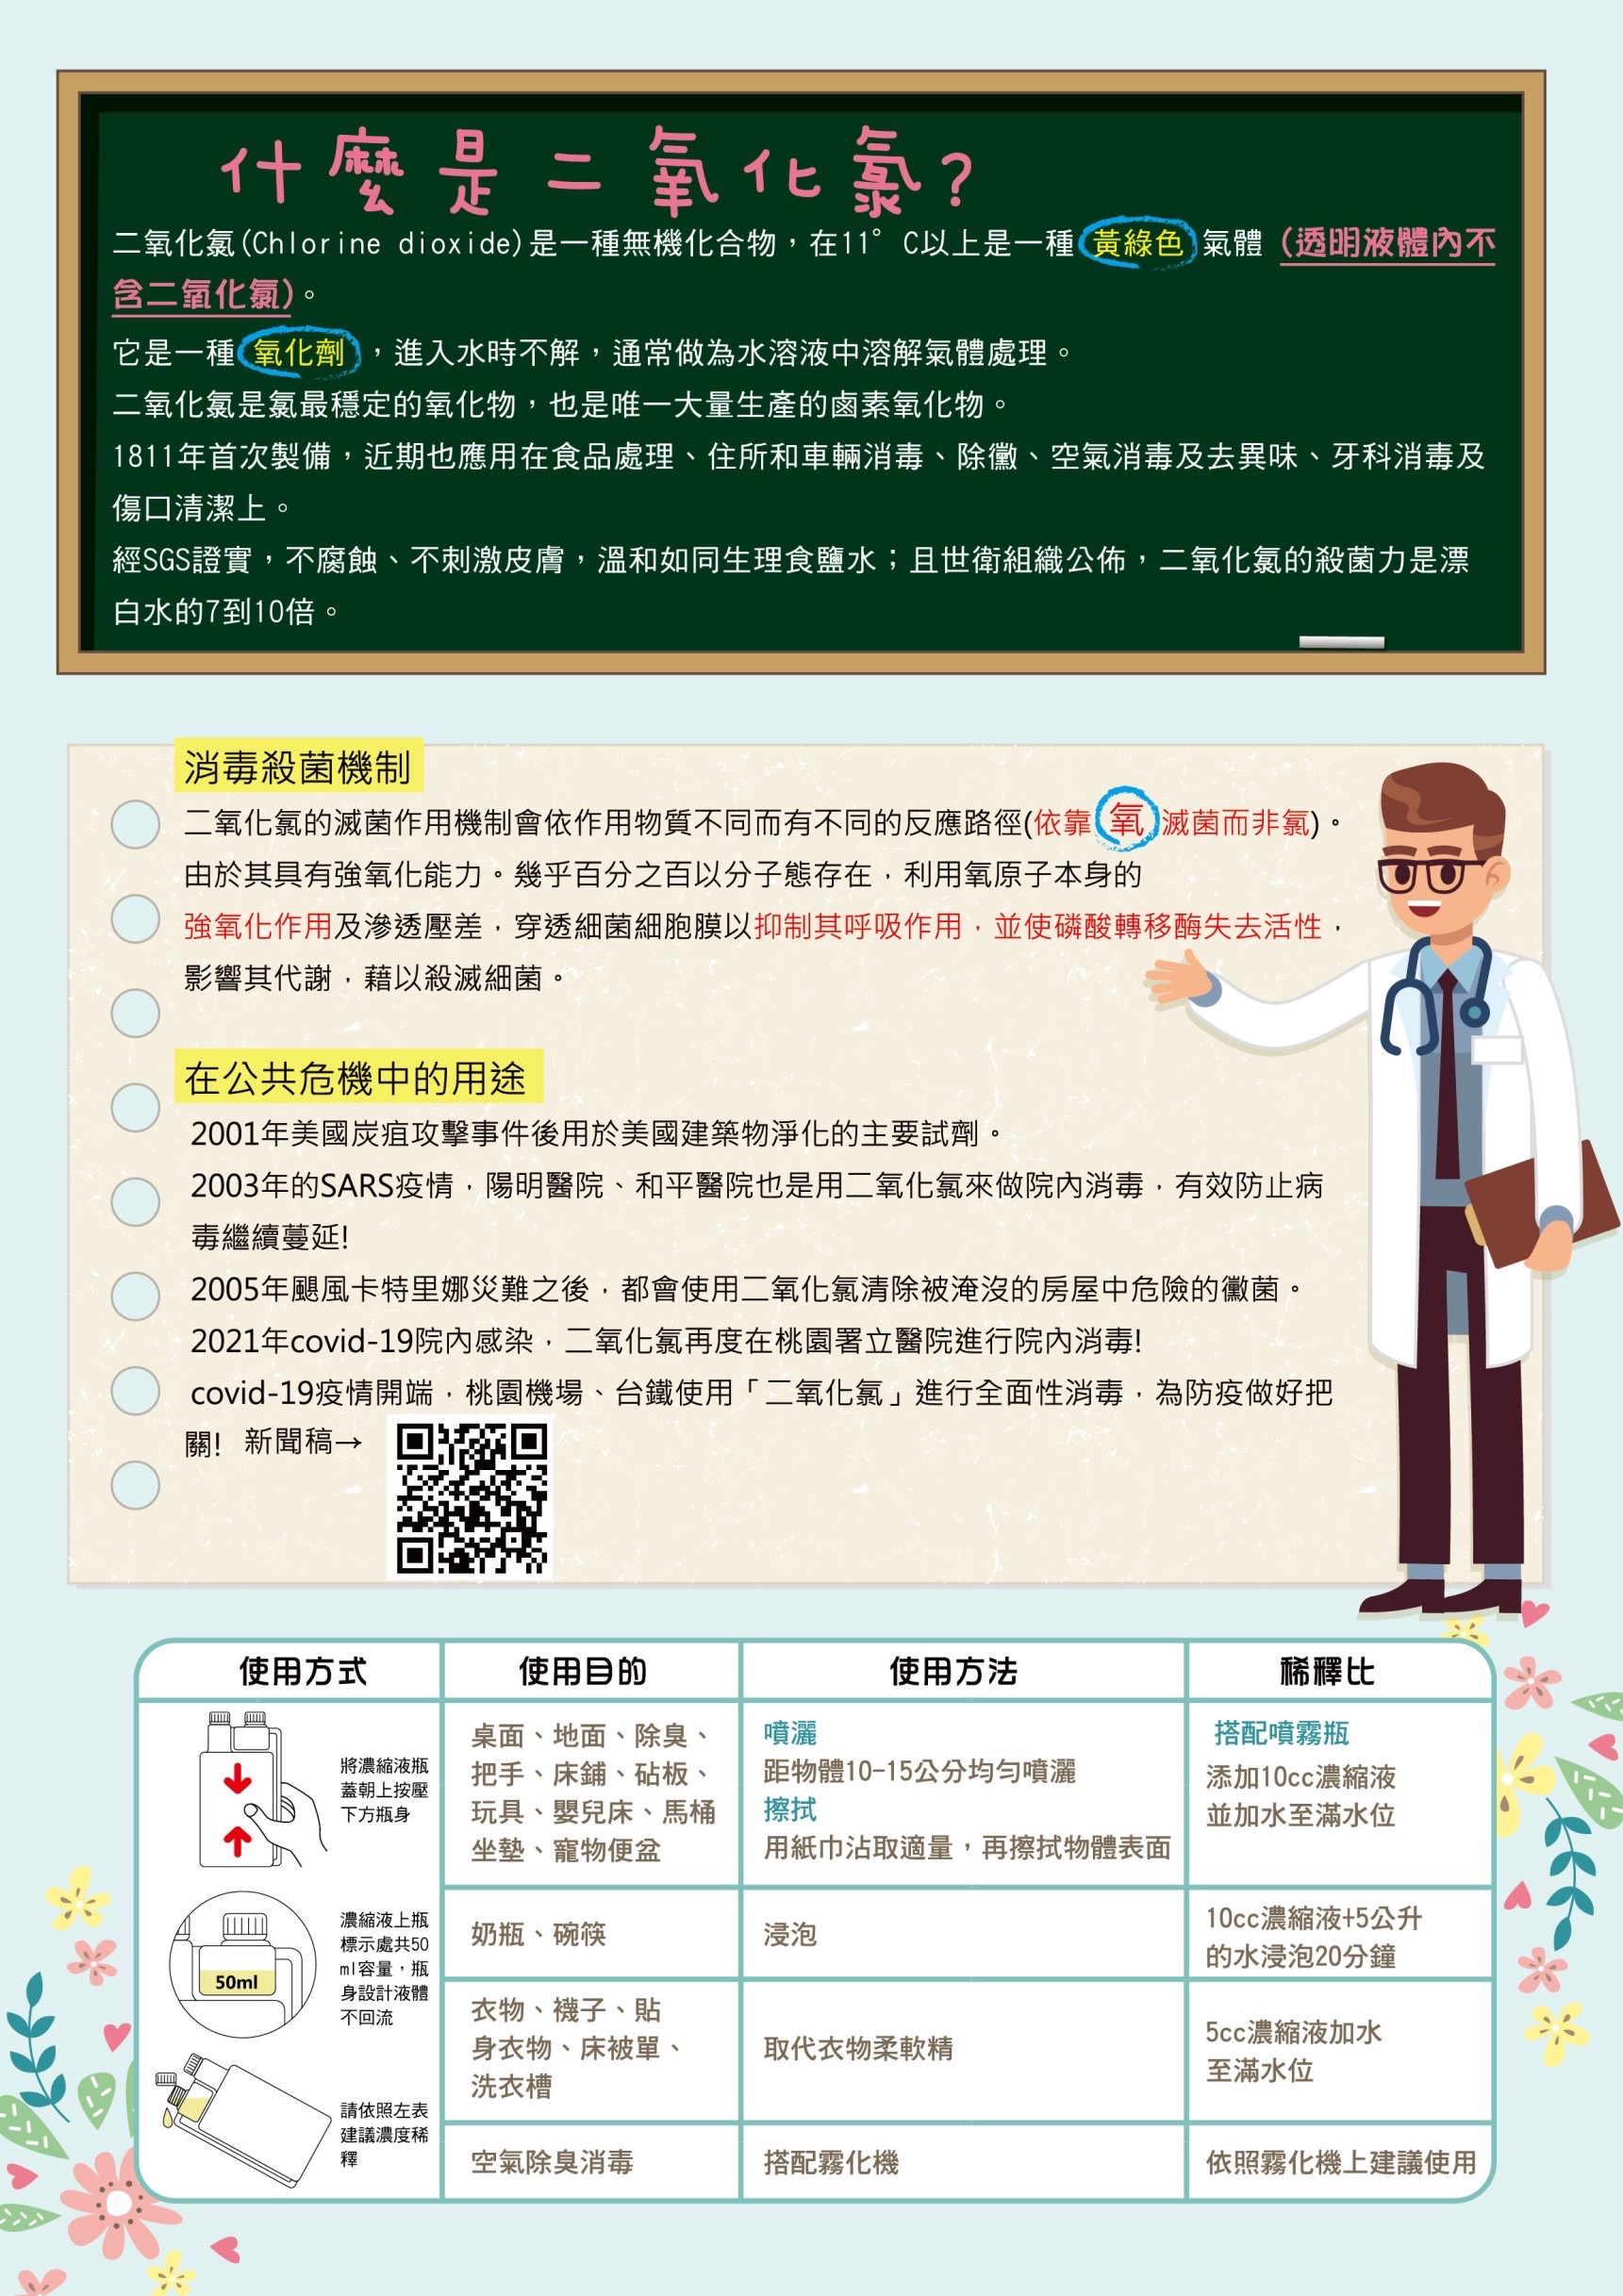 什麼是二氧化氯?
二氧化氯(Chlorine dioxide)是一種無機化合物，在11°C以上是一種 黃綠色 氣體 (透明液體內不
含二氧化氯)。
它是一種 氧化劑 ，進入水時不解，通常做為水溶液中溶解氣體處理。
二氧化氯是氯最穩定的氧化物，也是唯一大量生產的鹵素氧化物。
1811年首次製備，近期也應用在食品處理、住所和車輛消毒、除黴、空氣消毒及去異味、牙科消毒及
傷口清潔上。
經SGS證實，不腐蝕、不刺激皮膚，溫和如同生理食鹽水；且世衛組織公佈，二氧化氯的殺菌力是漂
白水的7到10倍。
消毒殺菌機制
二氧化氯的滅菌作用機制會依作用物質不同而有不同的反應路徑(依靠 氧 滅菌而非氯)。
由於其具有強氧化能力。幾乎百分之百以分子態存在，利用氧原子本身的
強氧化作用及滲透壓差，穿透細菌細胞膜以抑制其呼吸作用，並使磷酸轉移酶失去活性，
影響其代謝，藉以殺滅細菌。
在公共危機中的用途
2001年美國炭疽攻擊事件後用於美國建築物淨化的主要試劑。
2003年的SARS疫情，陽明醫院、和平醫院也是用二氧化氯來做院內消毒，有效防止病
毒繼續蔓延!
2005年颶風卡特里娜災難之後，都會使用二氧化氯清除被淹沒的房屋中危險的黴菌。
2021年covid-19院內感染，二氧化氯再度在桃園署立醫院進行院內消毒!
covid-19疫情開端，桃園機場、台鐵使用「二氧化氯」進行全面性消毒，為防疫做好把
關! 新聞稿→
使用方式
將濃縮液瓶
蓋朝上按壓
下方瓶身
50ml
濃縮液上瓶
標示處共50
ml容量，瓶
身設計液體
不回流
請依照左表
建議濃度稀
釋
使用目的 使用方法 稀釋比
桌面、地面、除臭、
把手、床鋪、砧板、
玩具、嬰兒床、馬桶
坐墊、寵物便盆
噴灑
距物體10-15公分均勻噴灑
擦拭
用紙巾沾取適量，再擦拭物體表面
搭配噴霧瓶
添加10cc濃縮液
並加水至滿水位
奶瓶、碗筷
浸泡
10cc濃縮液+5公升
的水浸泡20分鐘
衣物、襪子、貼
身衣物、床被單、
洗衣槽
取代衣物柔軟精
5cc濃縮液加水
至滿水位
空氣除臭消毒
搭配霧化機
依照霧化機上建議使用